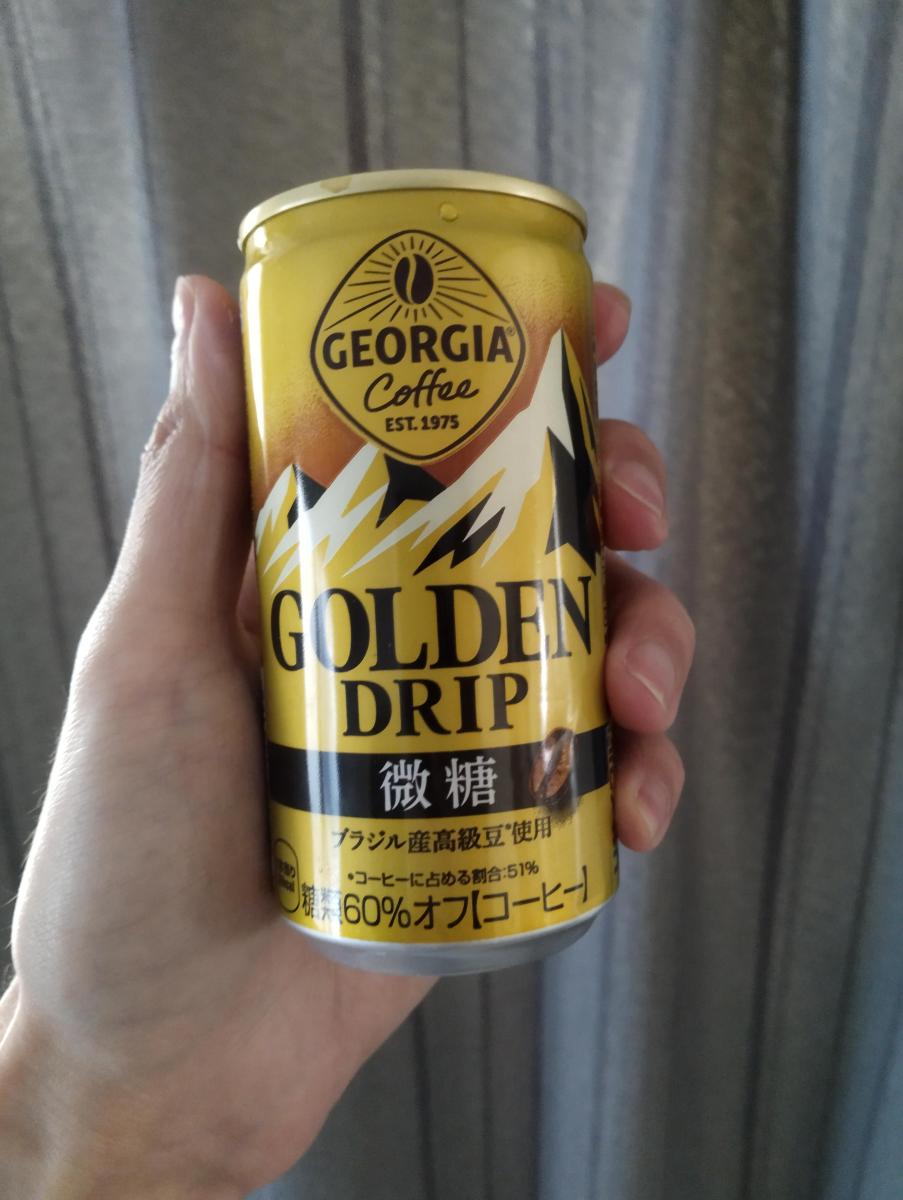 GEORGIA®
Coffee
EST. 1975
GOLDEN
DRIP
微糖
ブラジル産高級豆*使用
*コーヒーに占める割合:51%
糖類60%オフ【コーヒー】